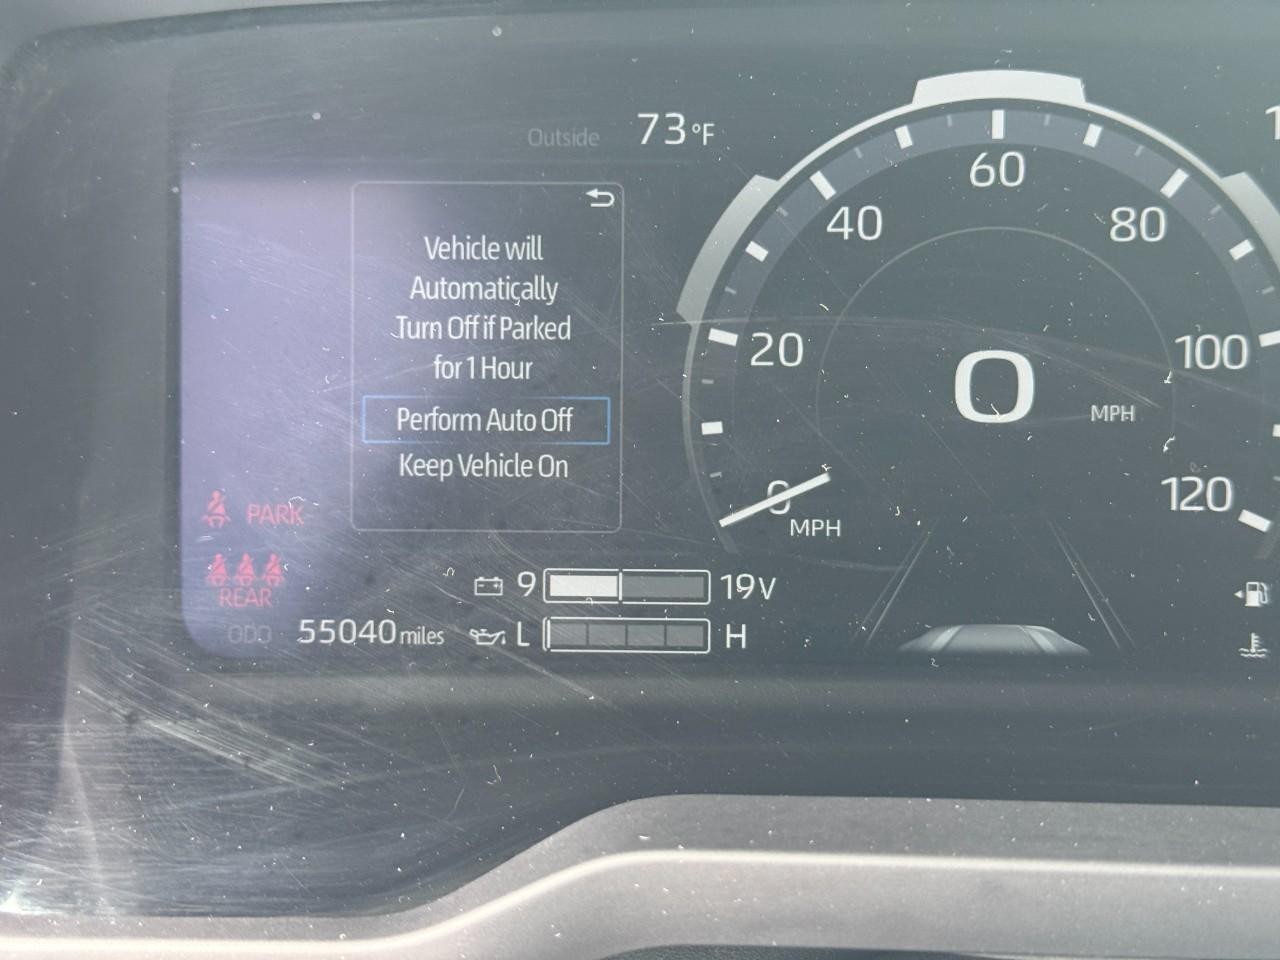 Outside 73°F
Vehicle will
Automatically
Turn Off if Parked
for 1 Hour
Perform Auto Off
Keep Vehicle On
PARK
REAR
ODO 55040 miles
9 19V
L H
0
20
40
60
80
100
120
MPH
0
MPH